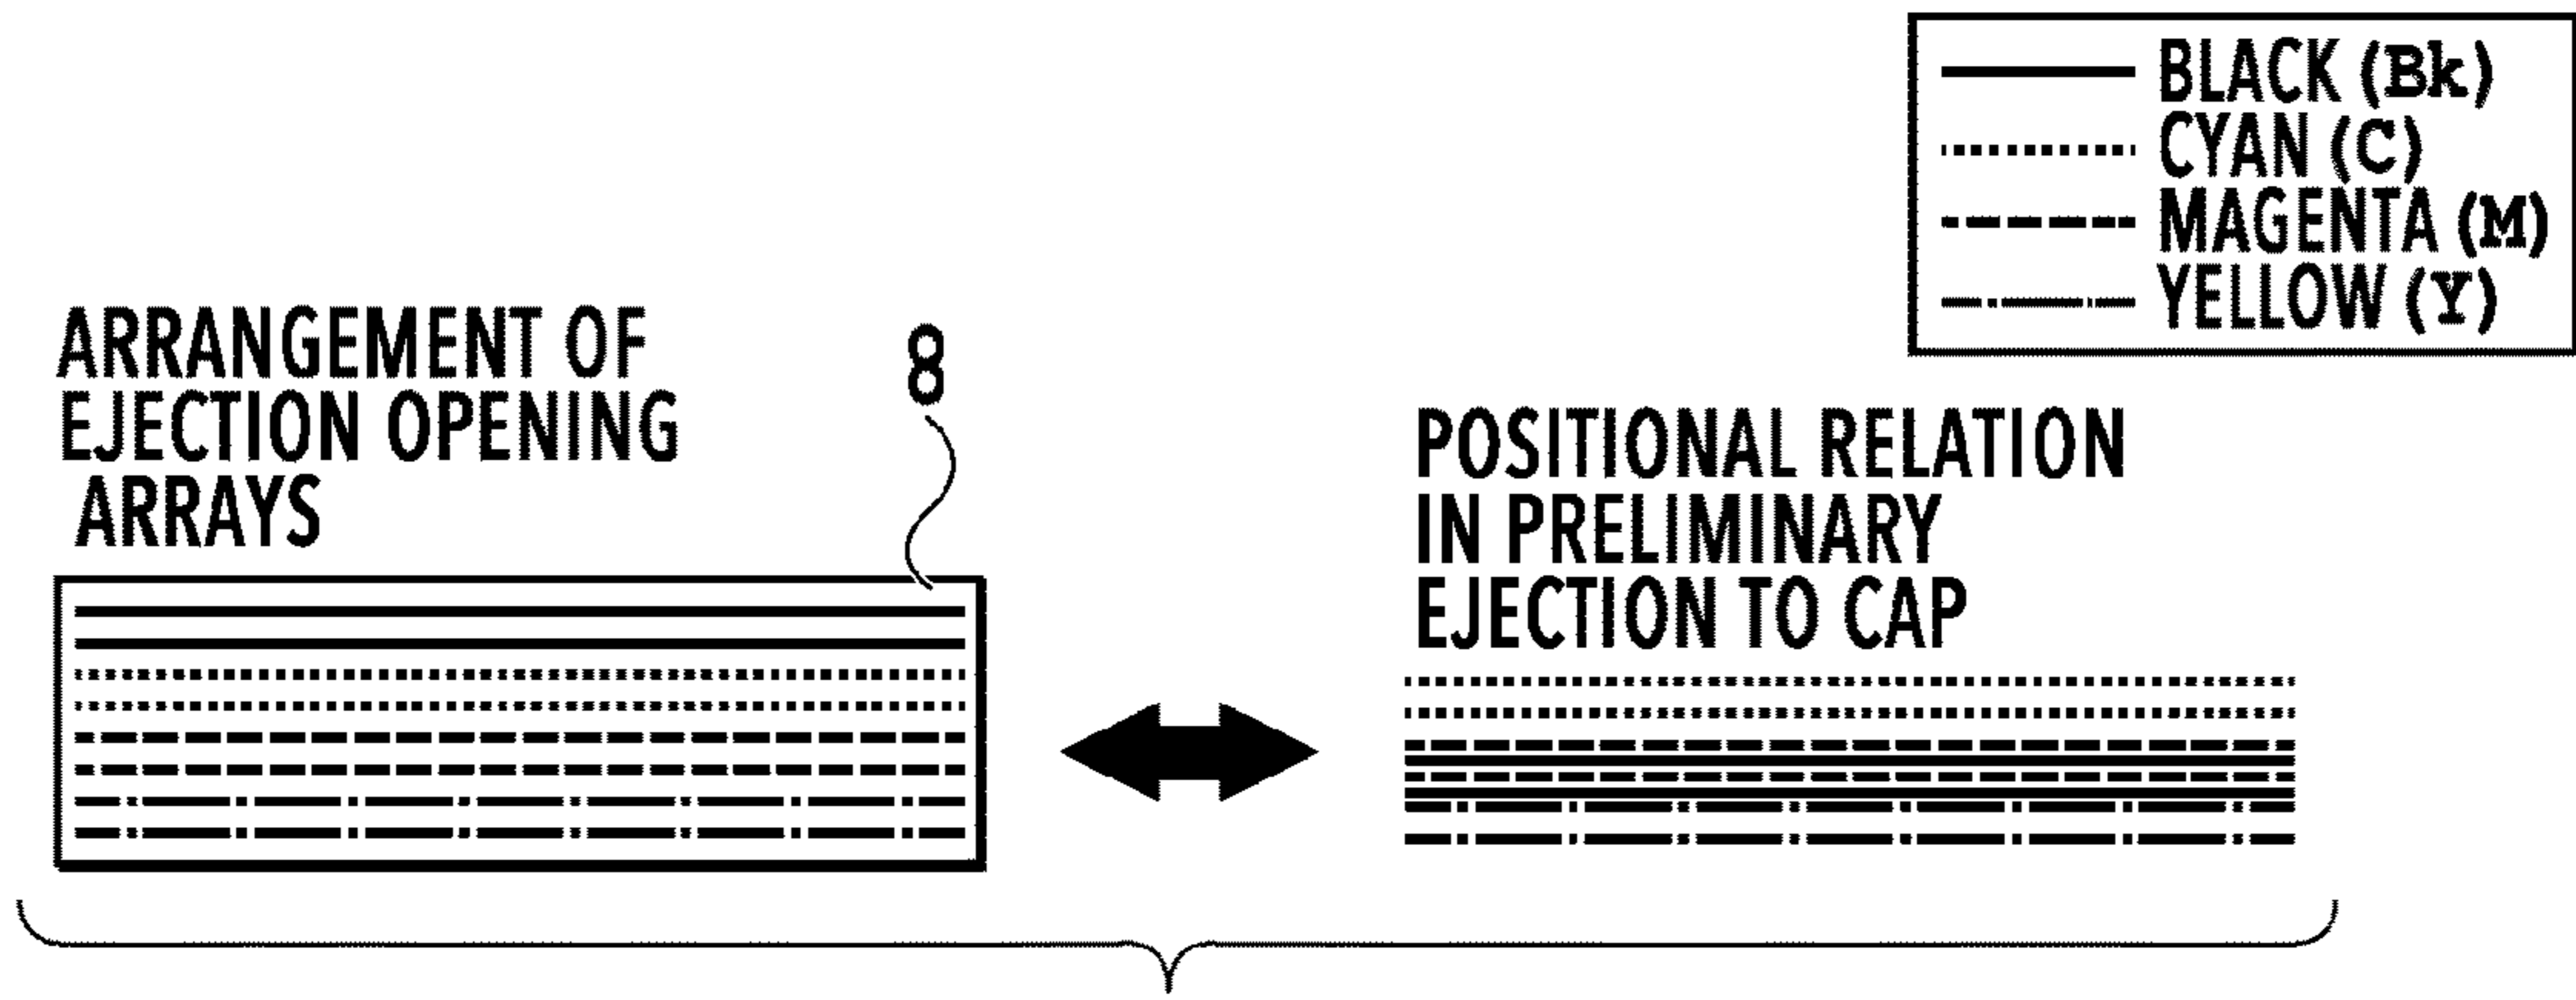 BLACK (Bk)
CYAN (C)
MAGENTA (M)
YELLOW (Y)
ARRANGEMENT OF
EJECTION OPENING
ARRAYS
8
POSITIONAL RELATION
IN PRELIMINARY
EJECTION TO CAP